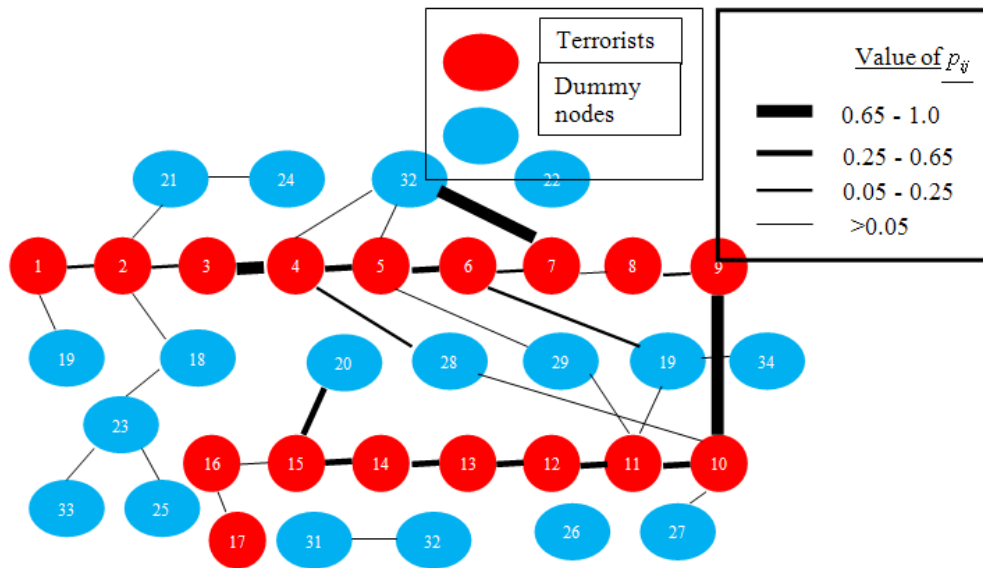 Terrorists
Dummy
nodes
Value of p_ij
0.65 - 1.0
0.25 - 0.65
0.05 - 0.25
>0.05
21 24 32 22
1 2 3 4 5 6 7 8 9
19 18 20 28 29 19 34
23
16 15 14 13 12 11 10
33 25 17 31 32 26 27